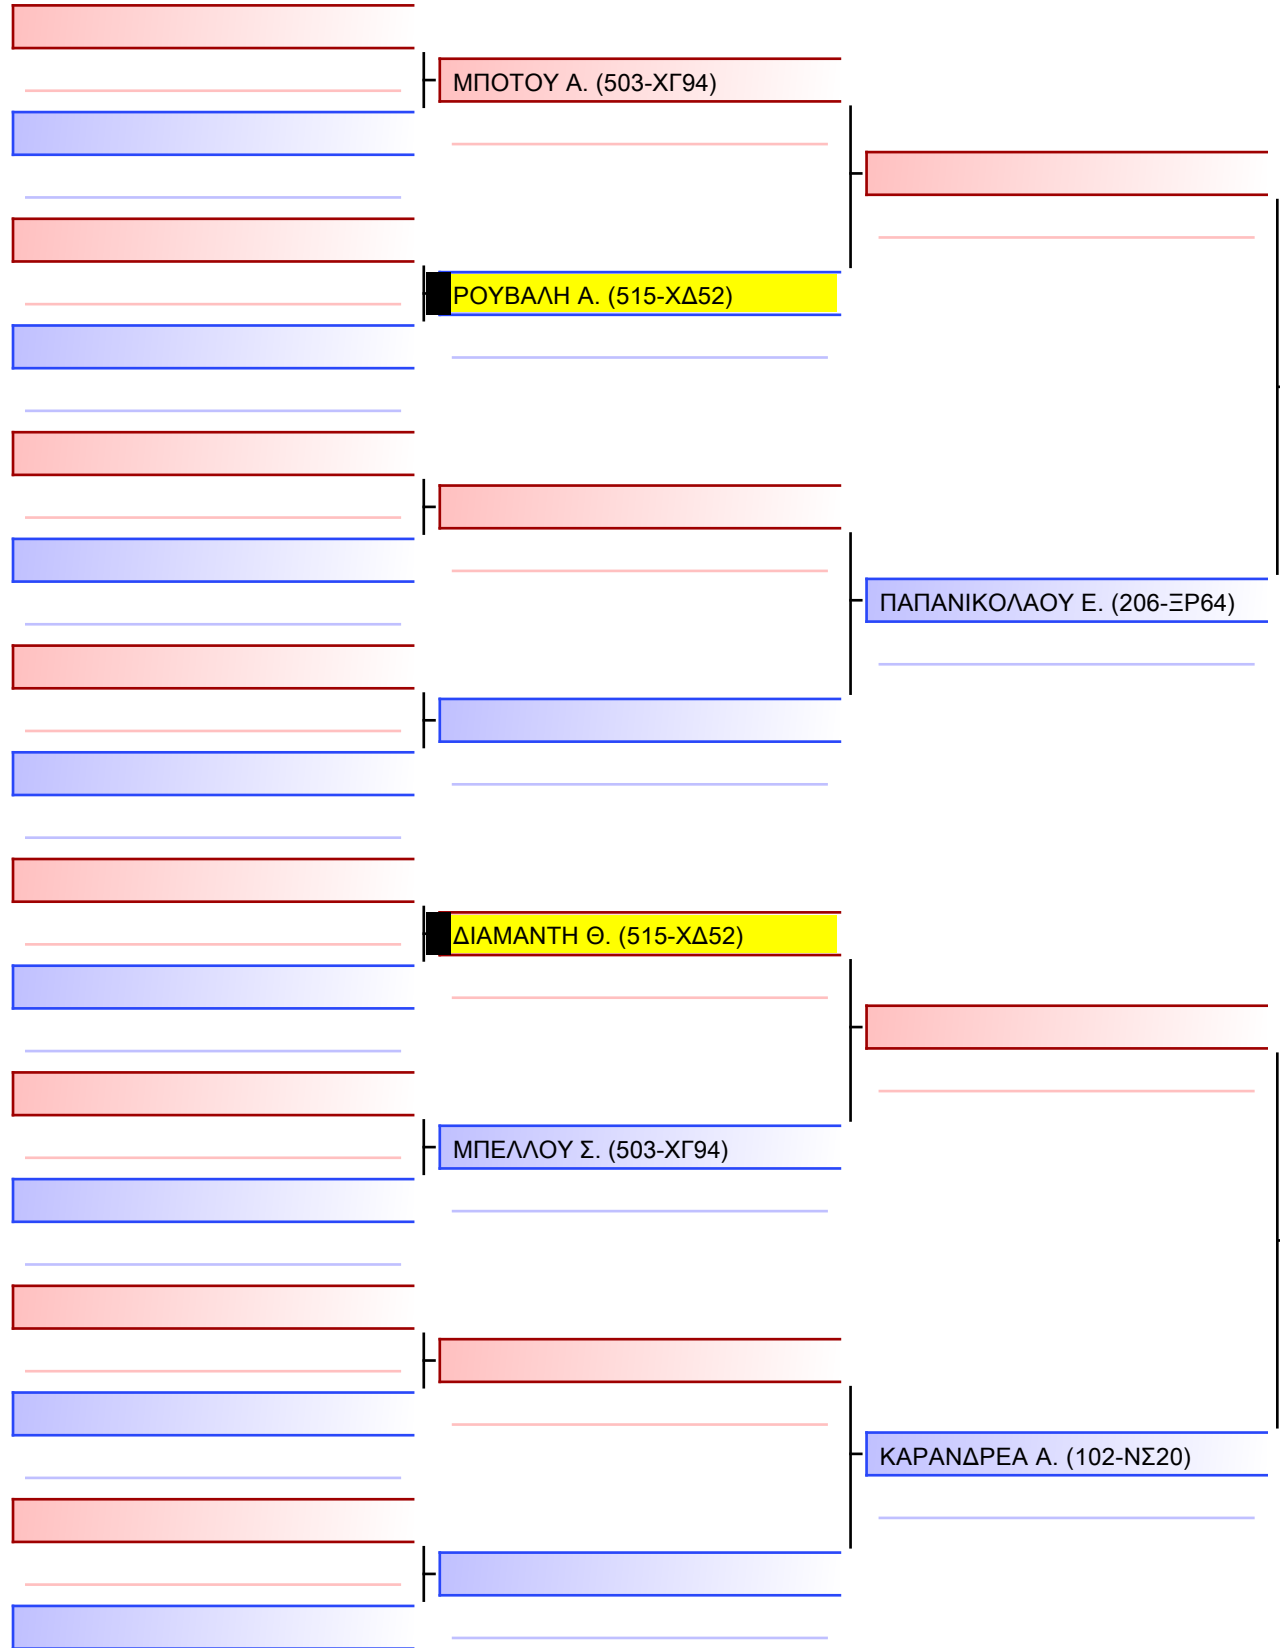 ΜΠΟΤΟΥ Α. (503-ΧΓ94)
ΡΟΥΒΑΛΗ Α. (515-ΧΔ52)
ΠΑΠΑΝΙΚΟΛΑΟΥ Ε. (206-ΞΡ64)
ΔΙΑΜΑΝΤΗ Θ. (515-ΧΔ52)
ΜΠΕΛΛΟΥ Σ. (503-ΧΓ94)
ΚΑΡΑΝΔΡΕΑ Α. (102-ΝΣ20)